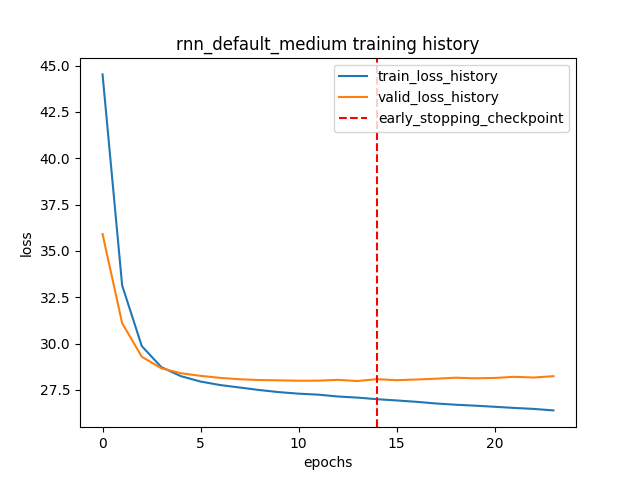 rnn_default_medium training history
train_loss_history
valid_loss_history
early_stopping_checkpoint
45.0
42.5
40.0
37.5
35.0
32.5
30.0
27.5
loss
0 5 10 15 20
epochs